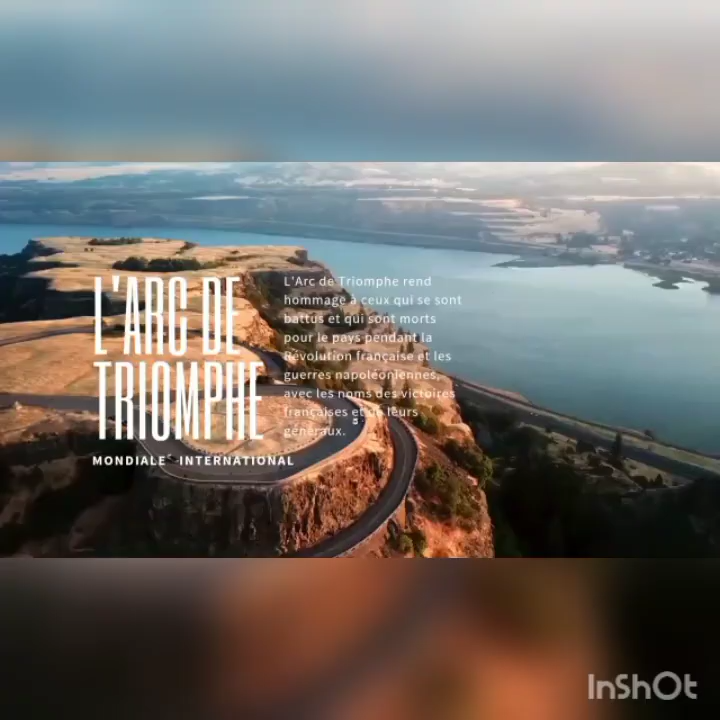 L'ARC DE
TRIOMPHE
MONDIALE INTERNATIONAL
L'Arc de Triomphe rend
hommage à ceux qui se sont
battus et qui sont morts
pour le pays pendant la
Révolution française et les
guerres napoléoniennes,
avec les noms des victoires
françaises et de leurs
généraux.
InShOt